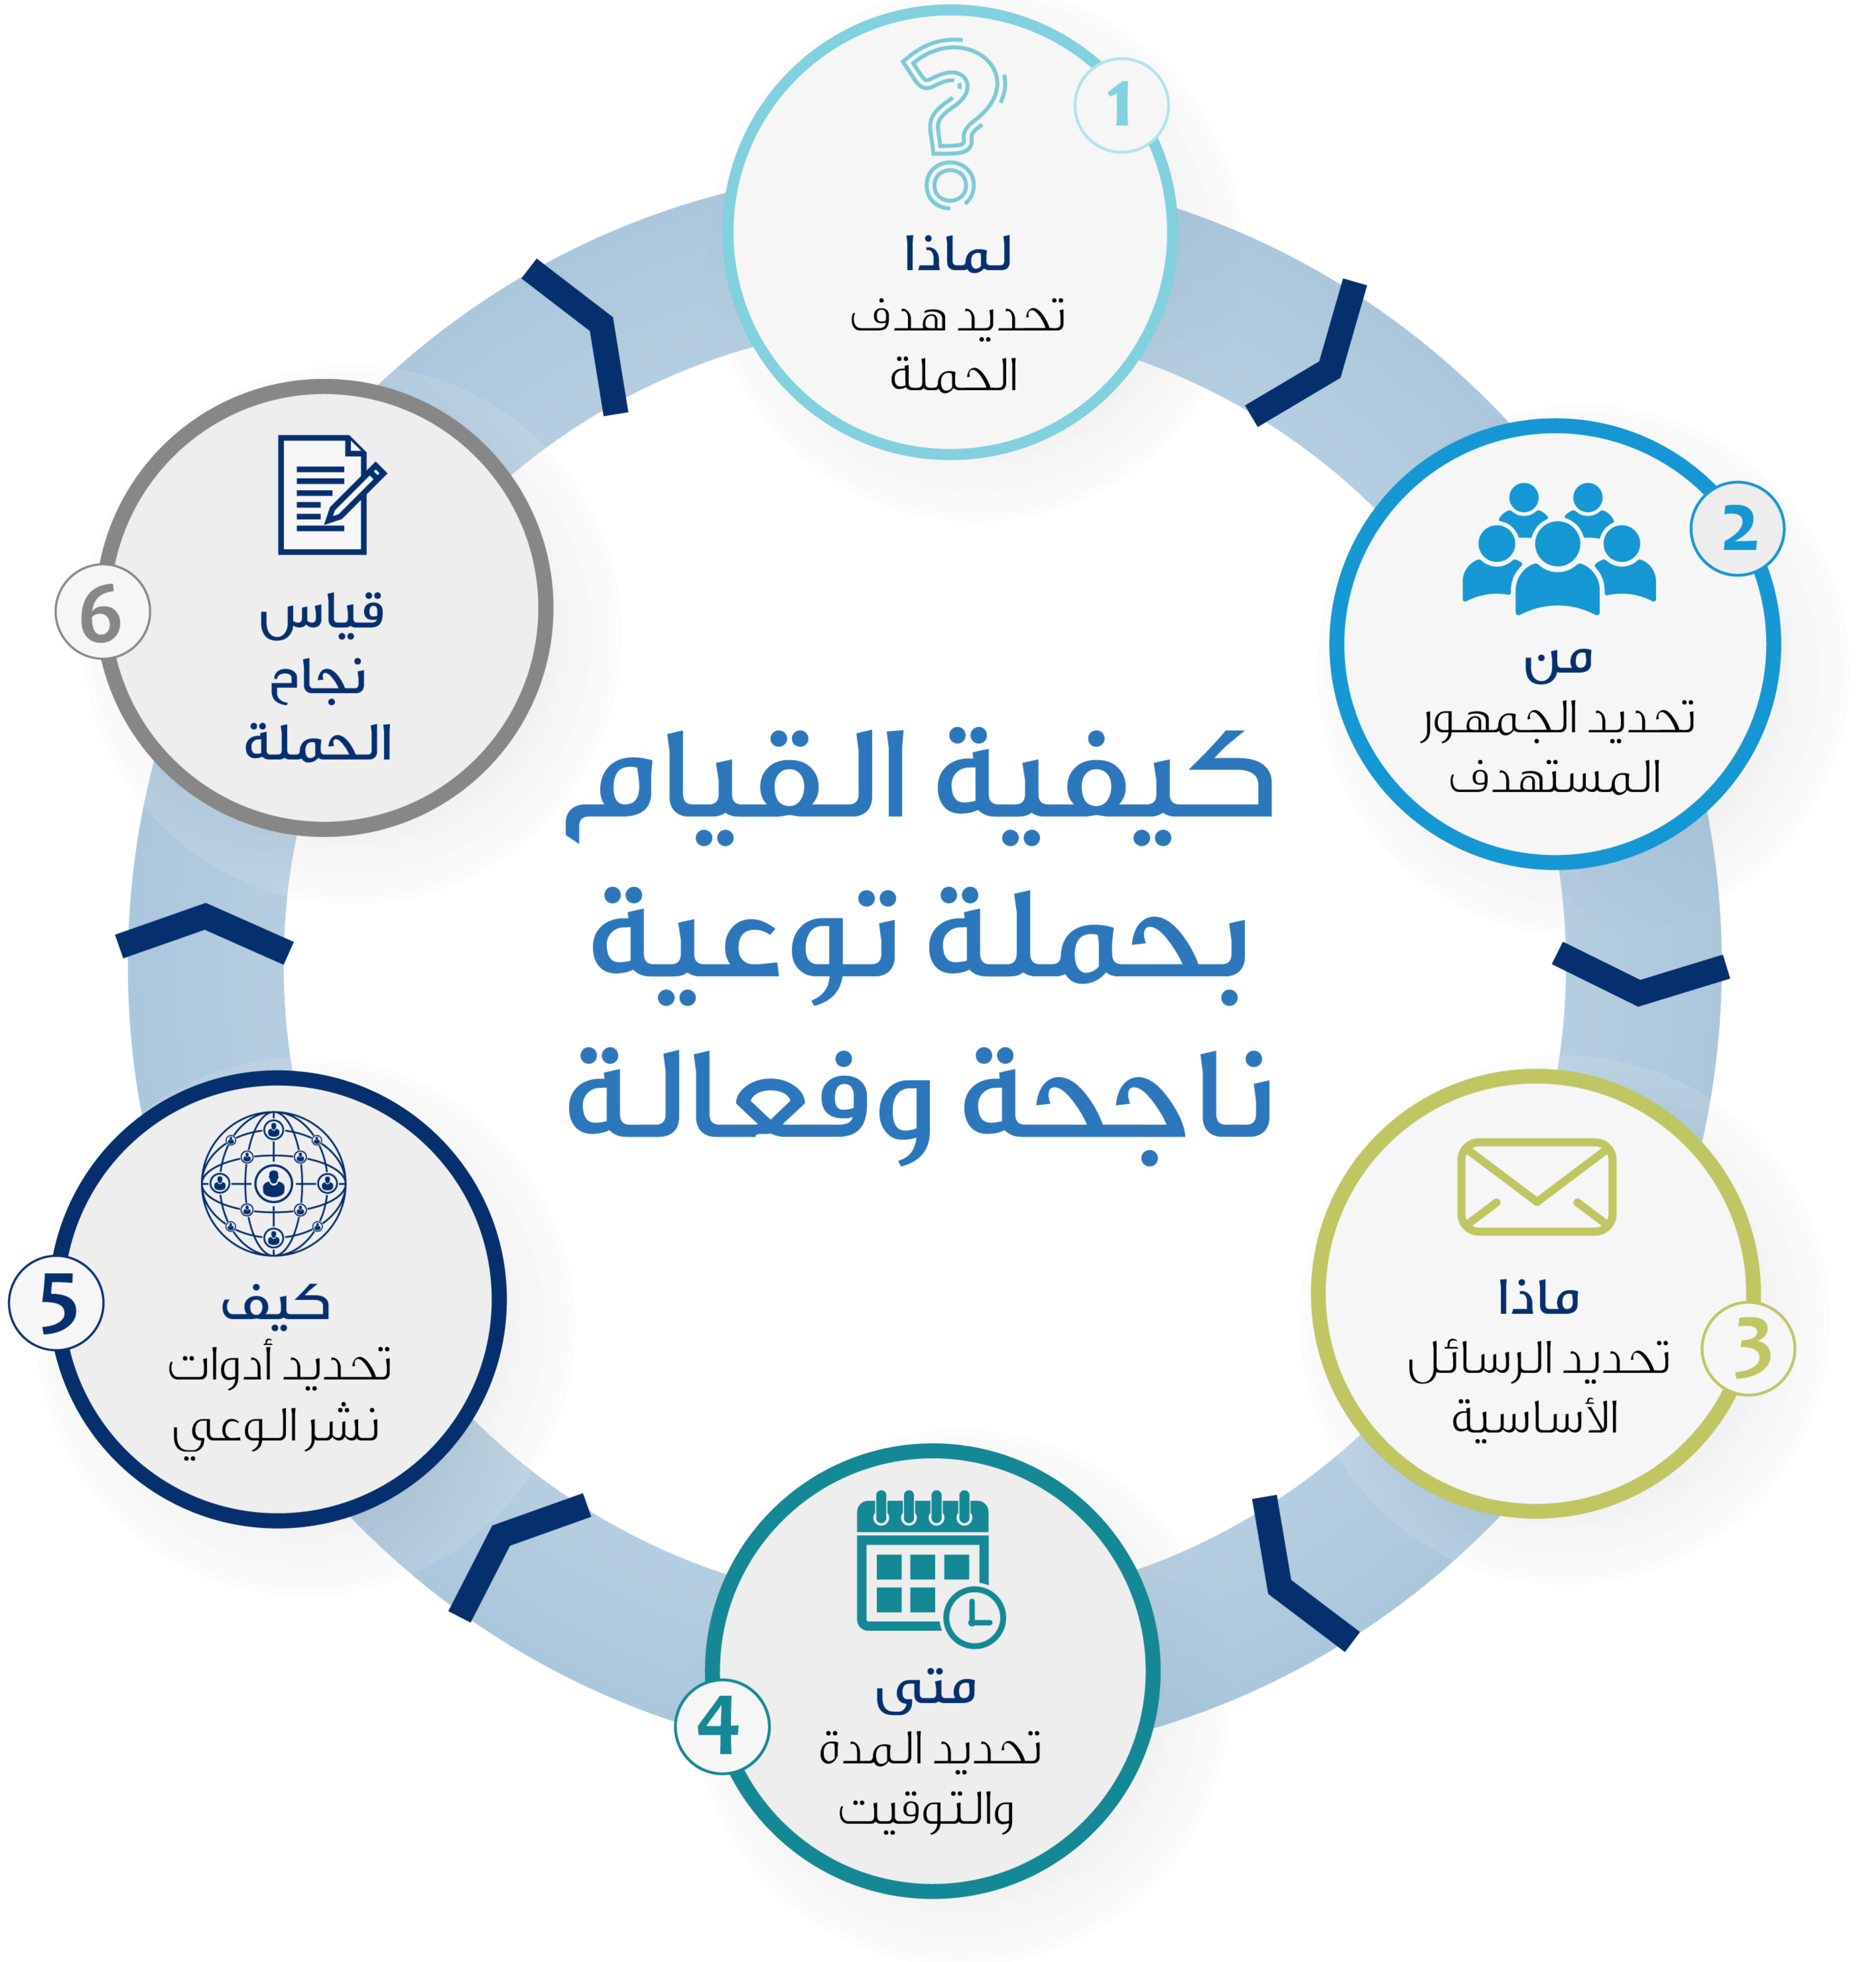 كيفية القيام
بحملة توعية
ناجحة وفعالة
1
لماذا
تحديد هدف
الحملة
2
من
تحديد الجمهور
المستهدف
3
ماذا
تحديد الرسائل
الأساسية
4
متى
تحديد المدة
والتوقيت
5
كيف
تحديد أدوات
نشر الوعي
6
قياس
نجاح
الحملة